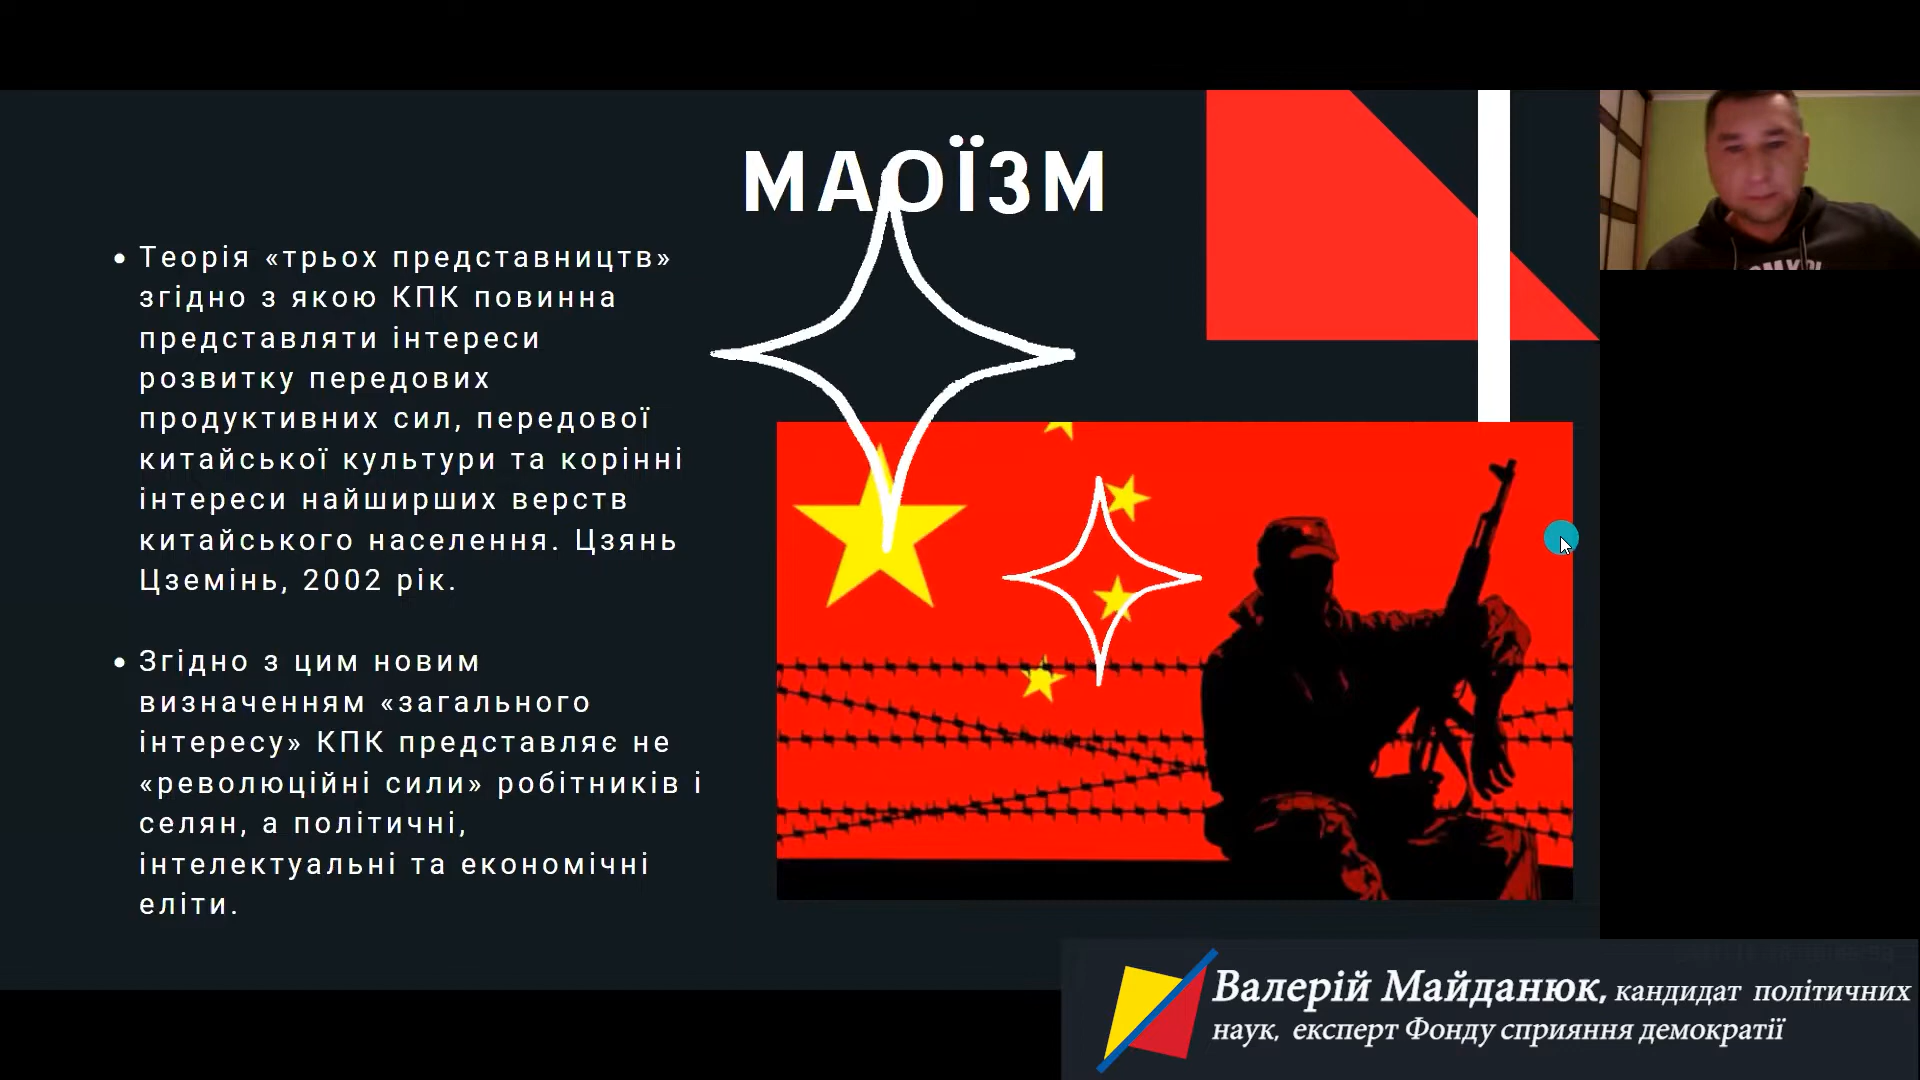 МАОЇЗМ
• Теорія «трьох представництв»
згідно з якою КПК повинна
представляти інтереси
розвитку передових
продуктивних сил, передової
китайської культури та корінні
інтереси найширших верств
китайського населення. Цзянь
Цземінь, 2002 рік.
• Згідно з цим новим
визначенням «загального
інтересу» КПК представляє не
«революційні сили» робітників і
селян, а політичні,
інтелектуальні та економічні
еліти.
Валерій Майданюк, кандидат політичних
наук, експерт Фонду сприяння демократії